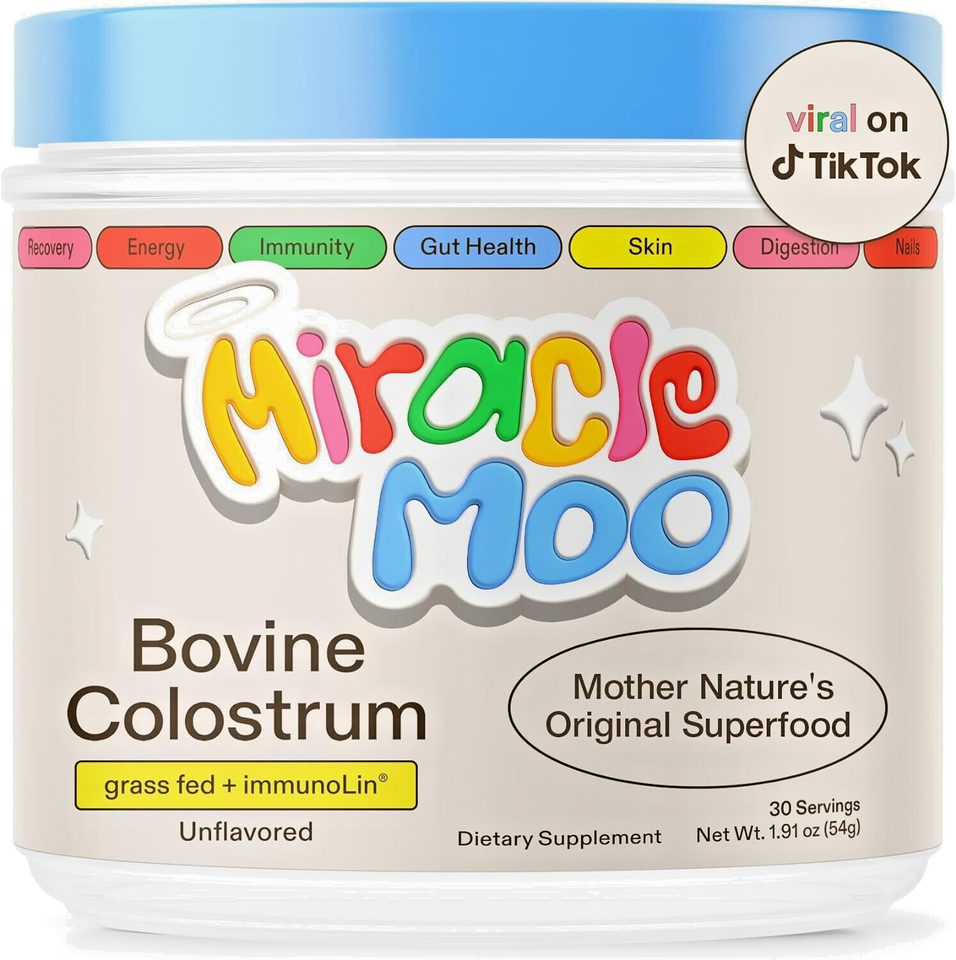 viral on
TikTok
Recovery Energy Immunity Gut Health Skin Digestion Nails
Miracle
Moo
Bovine
Colostrum
grass fed + immunoLin®
Unflavored
Mother Nature's
Original Superfood
30 Servings
Dietary Supplement Net Wt. 1.91 oz (54g)